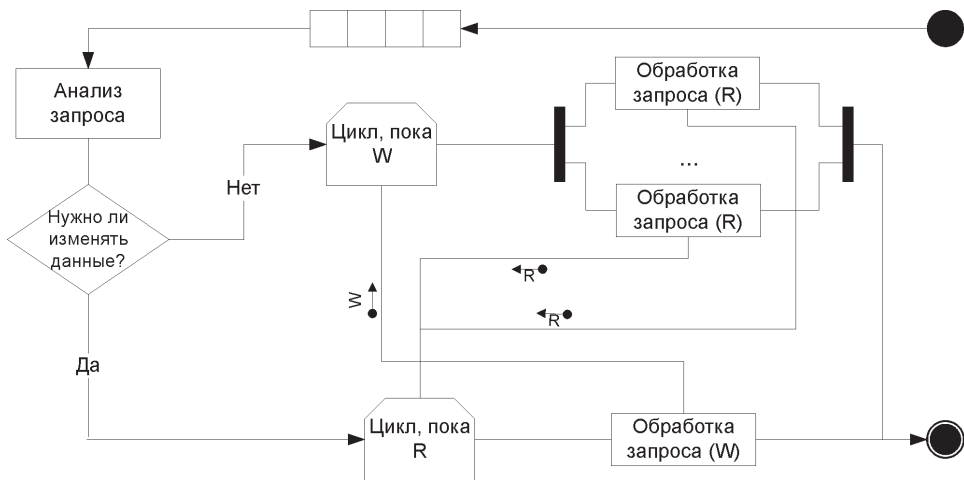 Анализ
запроса
Нужно ли
изменять
данные?
Нет
Да
Цикл, пока
W
Обработка
запроса (R)
...
Обработка
запроса (R)
R
R
W
Цикл, пока
R
Обработка
запроса (W)